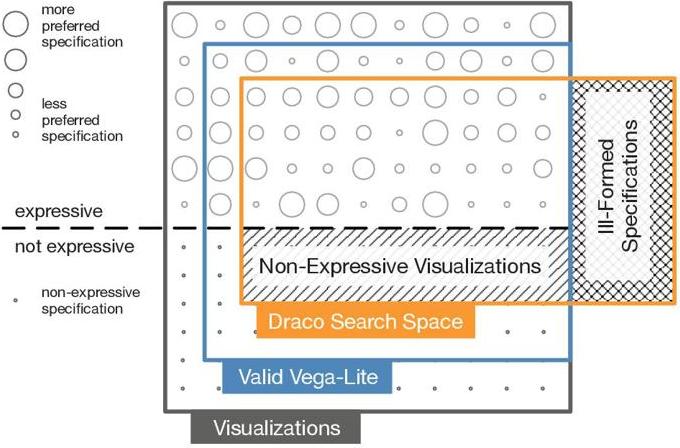 more
preferred
specification
less
preferred
specification
expressive
not expressive
non-expressive
specification
Ill-Formed
Specifications
Non-Expressive Visualizations
Draco Search Space
Valid Vega-Lite
Visualizations